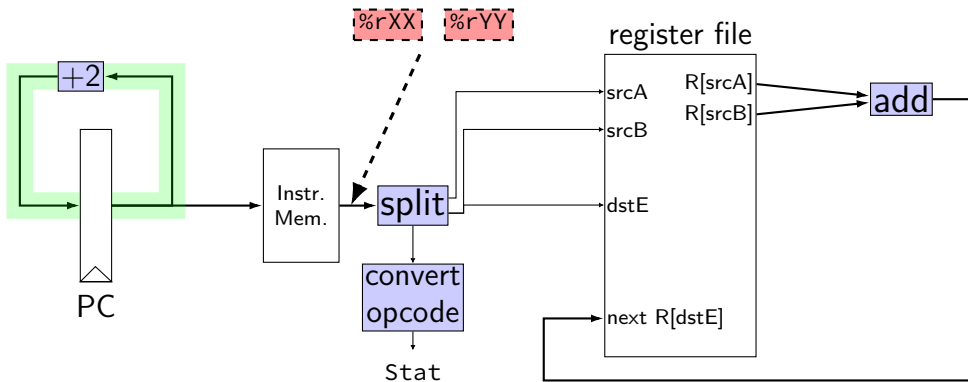 %rXX %rYY
register file
+2
srcA
R[srcA]
srcB
R[srcB]
add
Instr.
Mem.
split
dstE
PC
convert
opcode
next R[dstE]
Stat